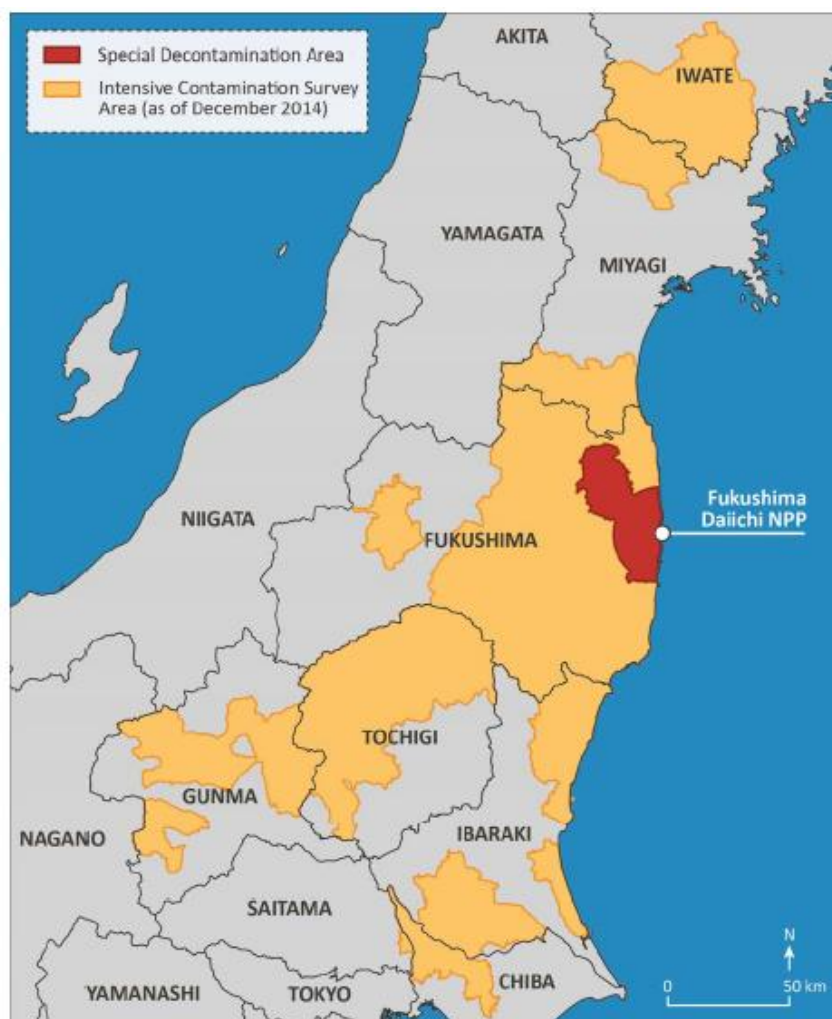 Special Decontamination Area
Intensive Contamination Survey
Area (as of December 2014)
AKITA
IWATE
YAMAGATA
MIYAGI
NIIGATA
FUKUSHIMA
Fukushima
Daiichi NPP
TOCHIGI
GUNMA
NAGANO
IBARAKI
SAITAMA
YAMANASHI
TOKYO
CHIBA
N
0 50 km